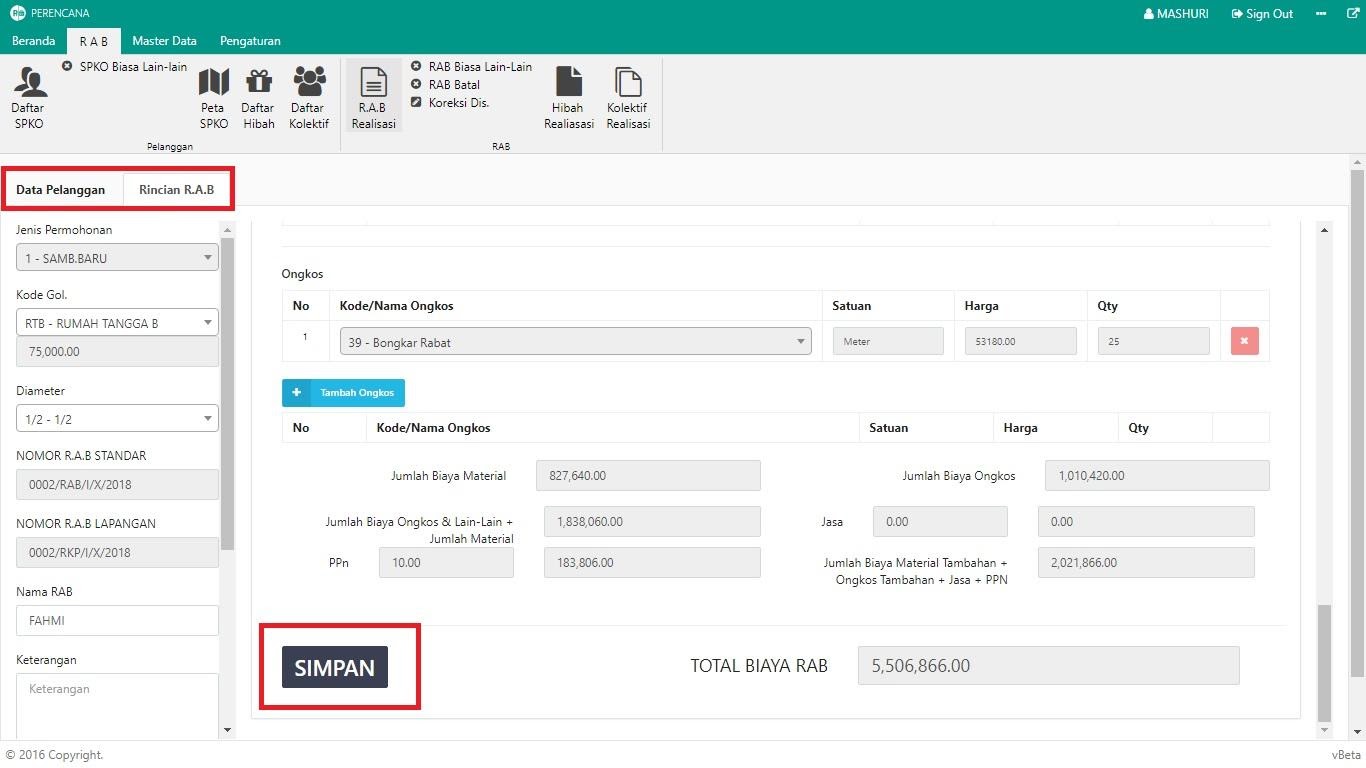 PERENCANA
MASHURI Sign Out
Beranda R A B Master Data Pengaturan
SPKO Biasa Lain-lain
RAB Biasa Lain-Lain
RAB Batal
Koreksi Dis.
Daftar SPKO
Peta SPKO
Daftar Hibah
Daftar Kolektif
R.A.B Realisasi
Hibah Realiasasi
Kolektif Realisasi
Pelanggan
RAB
Data Pelanggan Rincian R.A.B
Jenis Permohonan
1 - SAMB.BARU
Kode Gol.
RTB - RUMAH TANGGA B
75,000.00
Diameter
1/2 - 1/2
NOMOR R.A.B STANDAR
0002/RAB/I/X/2018
NOMOR R.A.B LAPANGAN
0002/RKP/I/X/2018
Nama RAB
FAHMI
Keterangan
Keterangan
Ongkos
No Kode/Nama Ongkos Satuan Harga Qty
1 39 - Bongkar Rabat Meter 53180.00 25
+ Tambah Ongkos
No Kode/Nama Ongkos Satuan Harga Qty
Jumlah Biaya Material 827,640.00 Jumlah Biaya Ongkos 1,010,420.00
Jumlah Biaya Ongkos & Lain-Lain +
Jumlah Material
1,838,060.00 Jasa 0.00 0.00
PPn 10.00 183,806.00
Jumlah Biaya Material Tambahan +
Ongkos Tambahan + Jasa + PPN
2,021,866.00
SIMPAN TOTAL BIAYA RAB 5,506,866.00
© 2016 Copyright. vBeta